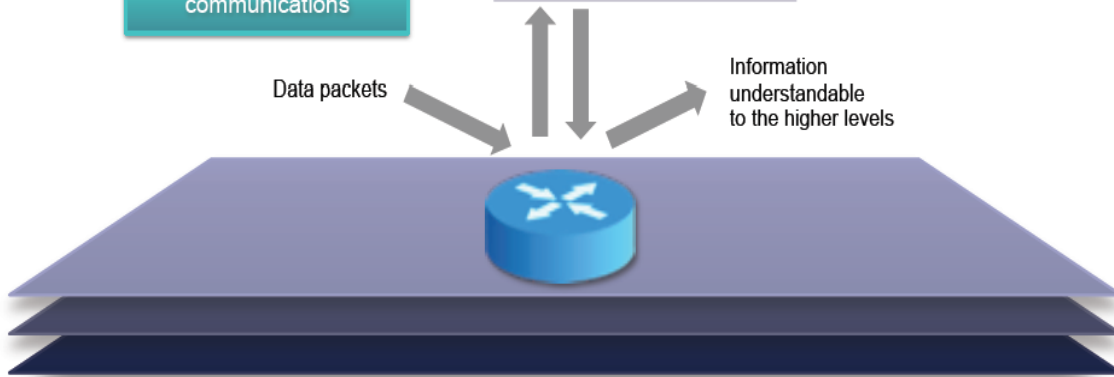 communications
Data packets
Information
understandable
to the higher levels